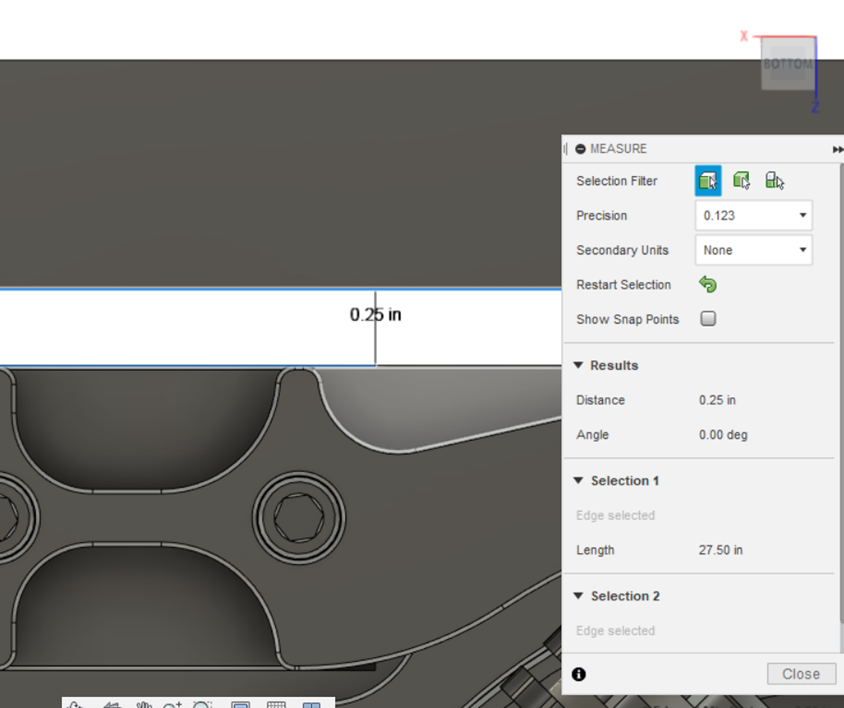 X
BOTTOM
Z
MEASURE
Selection Filter
Precision 0.123
Secondary Units None
Restart Selection
Show Snap Points
0.25 in
Results
Distance 0.25 in
Angle 0.00 deg
Selection 1
Edge selected
Length 27.50 in
Selection 2
Edge selected
Close